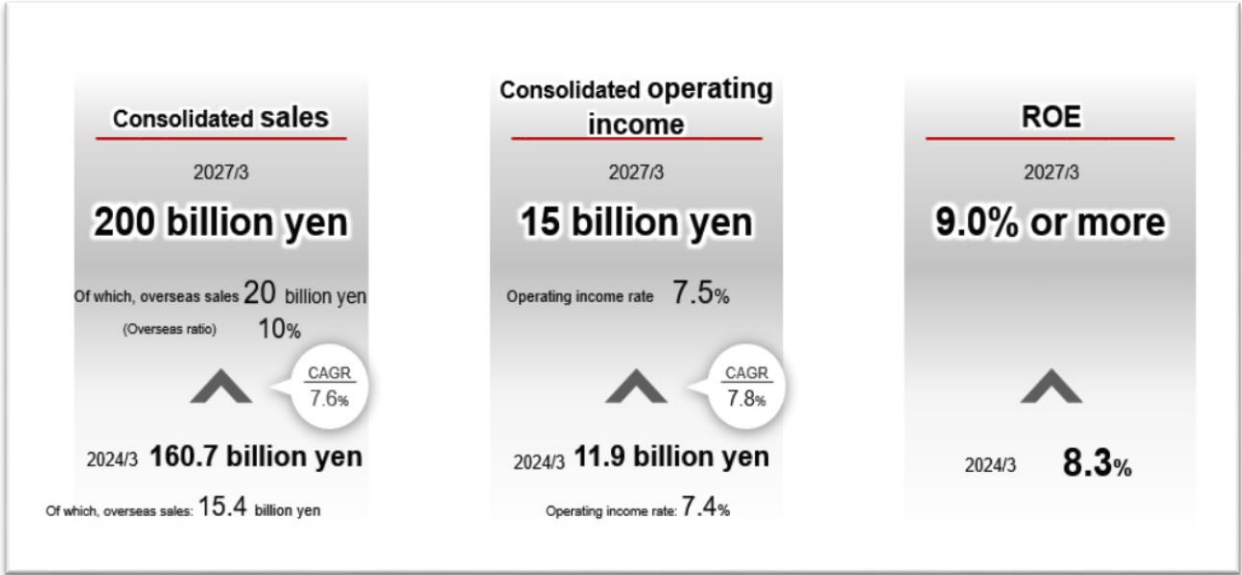 Consolidated sales
2027/3
200 billion yen
Of which, overseas sales 20 billion yen
(Overseas ratio) 10%
CAGR
7.6%
2024/3 160.7 billion yen
Of which, overseas sales: 15.4 billion yen
Consolidated operating
income
2027/3
15 billion yen
Operating income rate 7.5%
CAGR
7.8%
2024/3 11.9 billion yen
Operating income rate: 7.4%
ROE
2027/3
9.0% or more
2024/3 8.3%